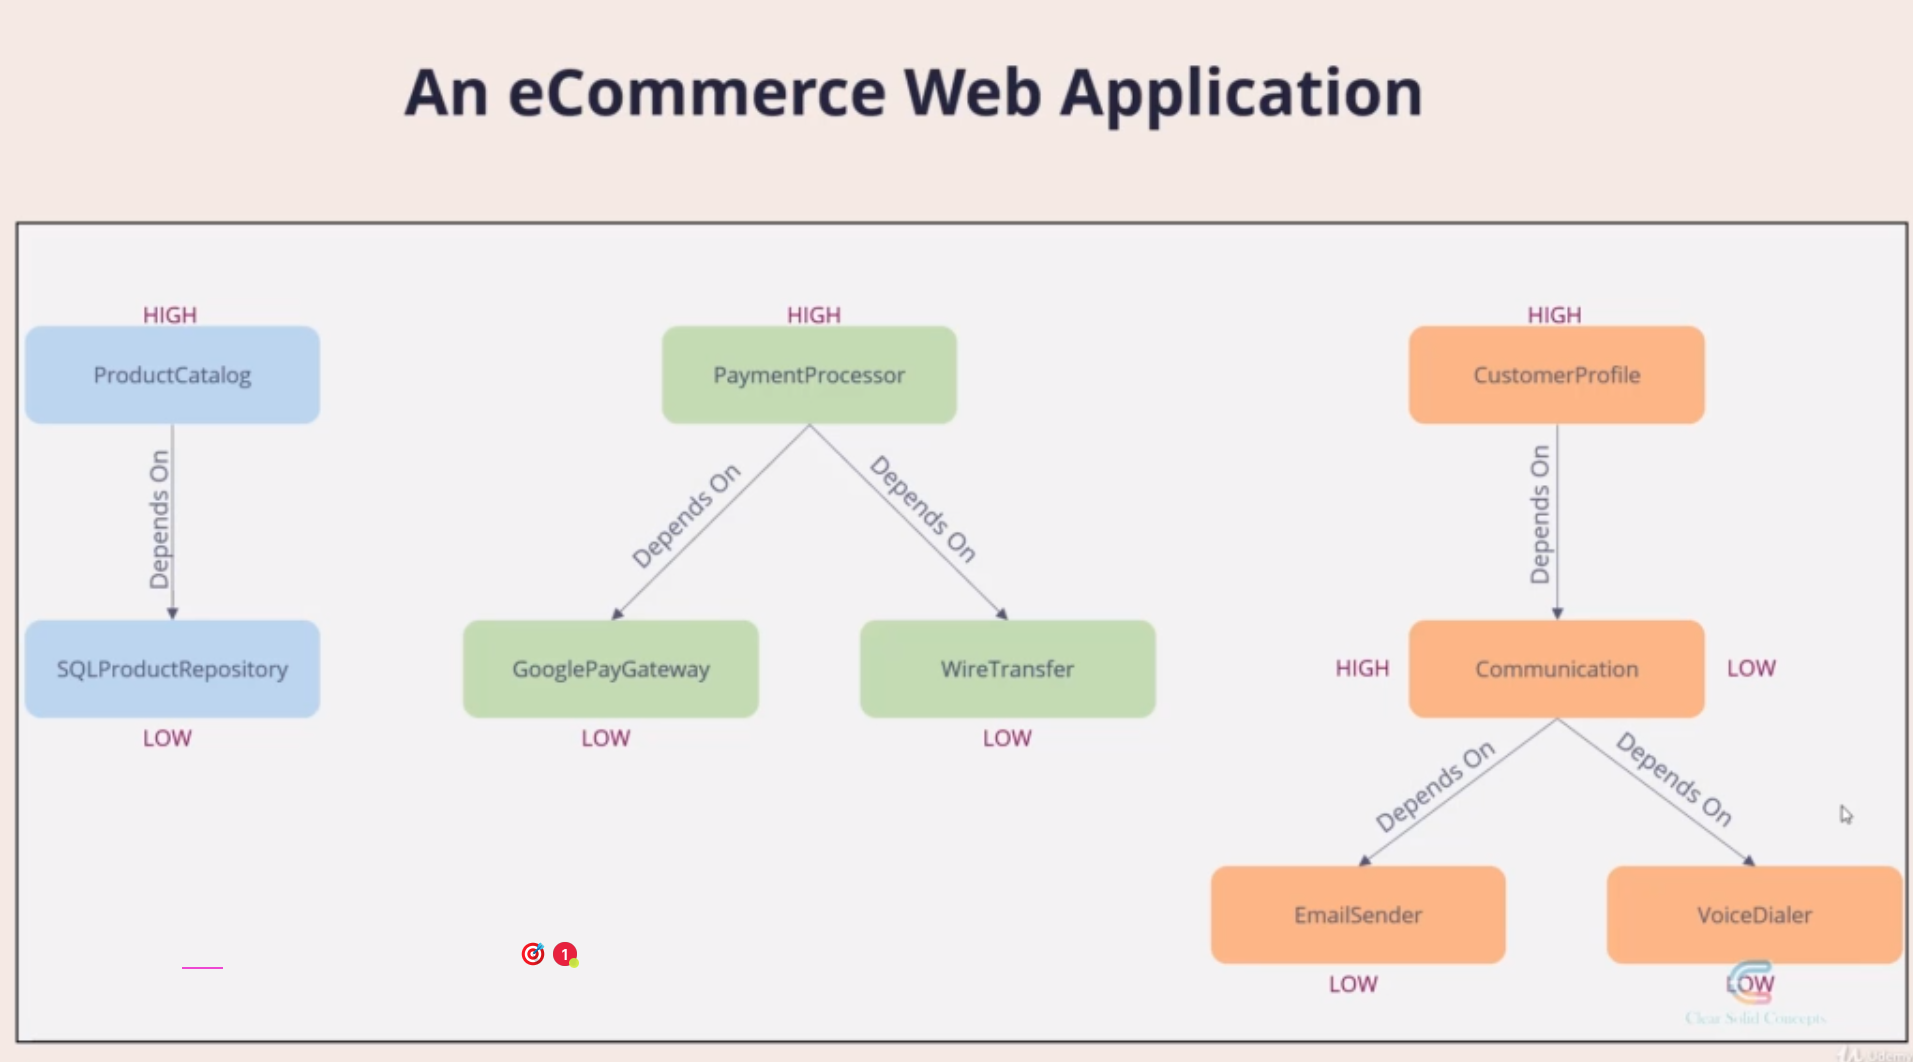 An eCommerce Web Application
HIGH
HIGH
HIGH
ProductCatalog
PaymentProcessor
CustomerProfile
Depends On
Depends On
Depends On
Depends On
SQLProductRepository
GooglePayGateway
WireTransfer
HIGH
Communication
LOW
LOW
LOW
LOW
Depends On
Depends On
EmailSender
VoiceDialer
1
LOW
LOW
Clear Solid Concepts
Udemy